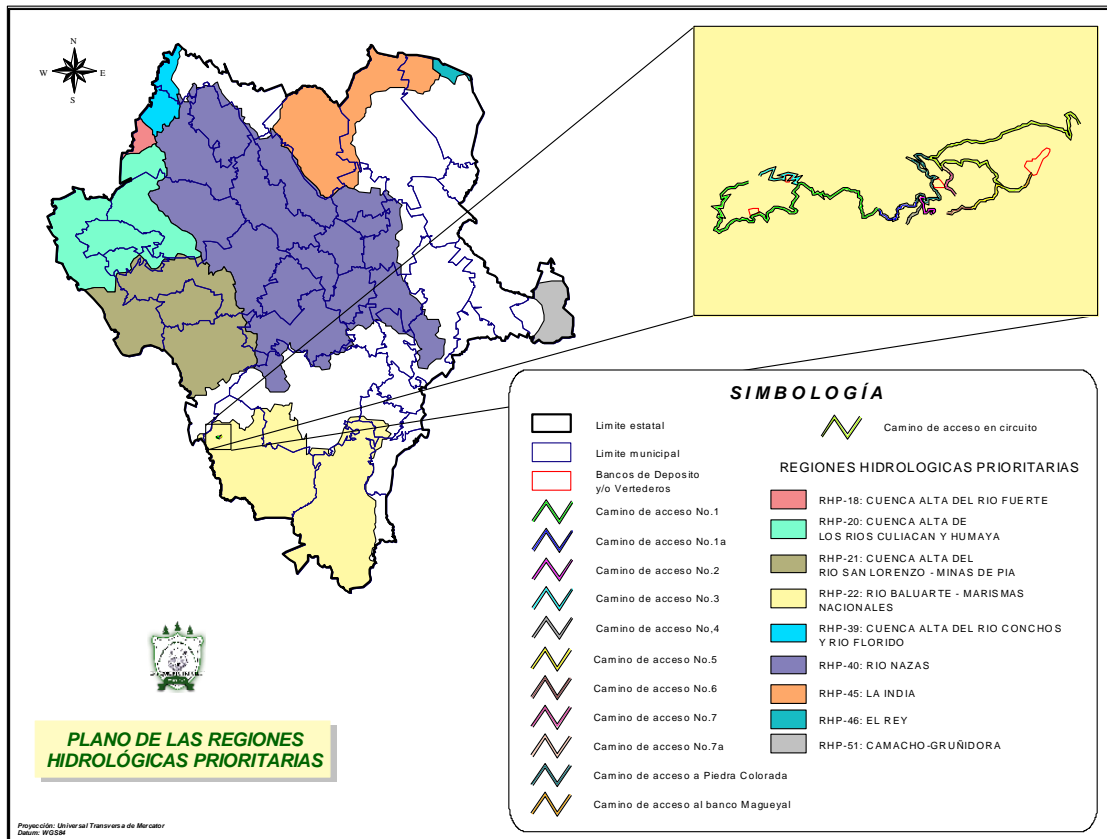 N
W
E
S
SIMBOLOGÍA
Limite estatal
Limite municipal
Bancos de Deposito
y/o Vertederos
Camino de acceso No.1
Camino de acceso No.1a
Camino de acceso No.2
Camino de acceso No.3
Camino de acceso No,4
Camino de acceso No.5
Camino de acceso No.6
Camino de acceso No.7
Camino de acceso No.7a
Camino de acceso a Piedra Colorada
Camino de acceso al banco Magueyal
Camino de acceso en circuito
REGIONES HIDROLOGICAS PRIORITARIAS
RHP-18: CUENCA ALTA DEL RIO FUERTE
RHP-20: CUENCA ALTA DE
LOS RIOS CULIACAN Y HUMAYA
RHP-21: CUENCA ALTA DEL
RIO SAN LORENZO - MINAS DE PIA
RHP-22: RIO BALUARTE - MARISMAS
NACIONALES
RHP-39: CUENCA ALTA DEL RIO CONCHOS
Y RIO FLORIDO
RHP-40: RIO NAZAS
RHP-45: LA INDIA
RHP-46: EL REY
RHP-51: CAMACHO-GRUÑIDORA
PLANO DE LAS REGIONES
HIDROLÓGICAS PRIORITARIAS
Proyección: Universal Transversa de Mercator
Datum: WGS84